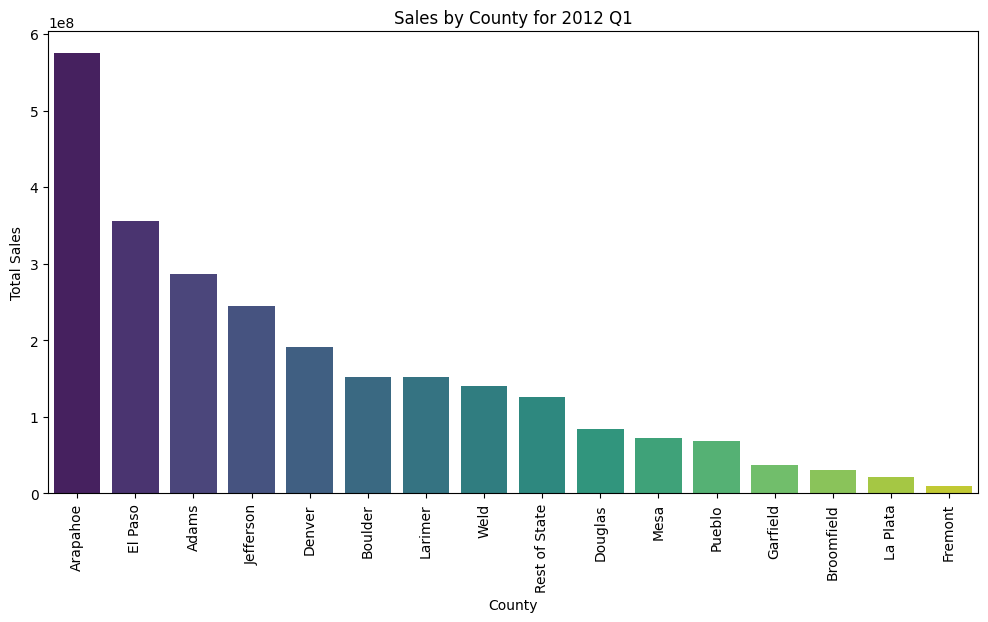 Sales by County for 2012 Q1
1e8
6
5
4
3
2
1
0
Total Sales
Arapahoe
El Paso
Adams
Jefferson
Denver
Boulder
Larimer
Weld
Rest of State
Douglas
Mesa
Pueblo
Garfield
Broomfield
La Plata
Fremont
County